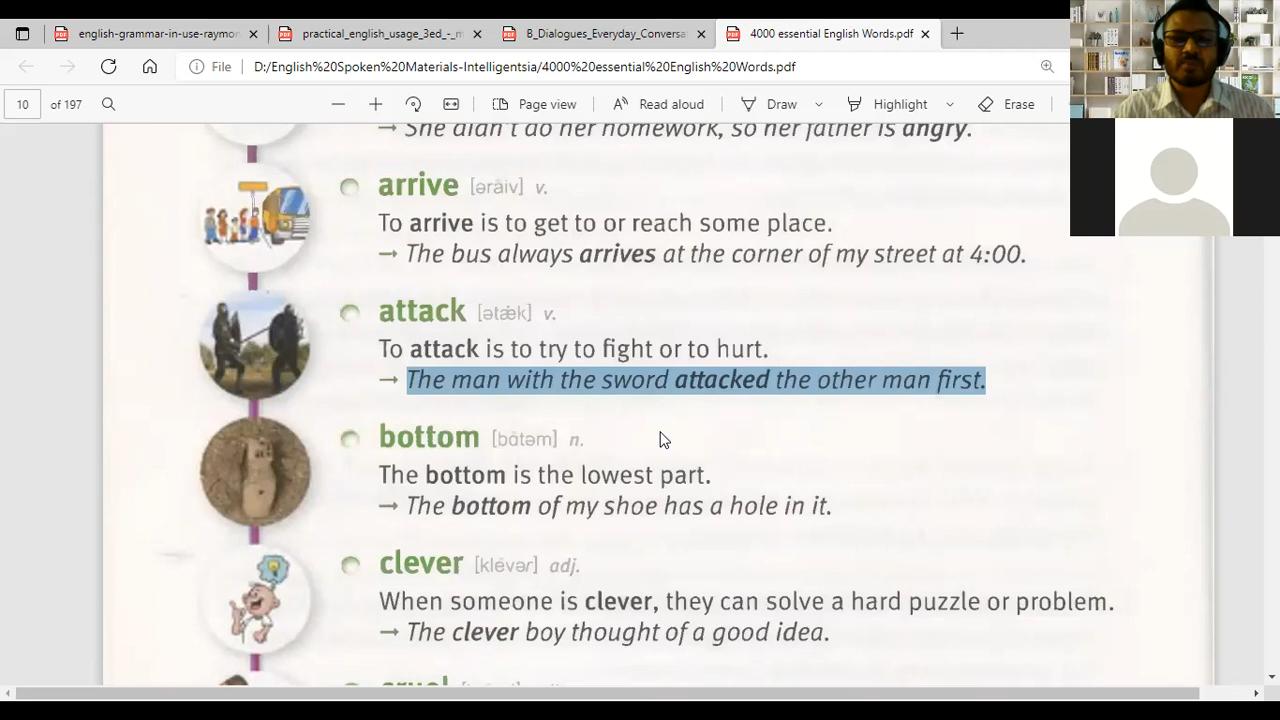 english-grammar-in-use-raymon
practical_english_usage_3ed_-_m
B_Dialogues_Everyday_Conversa
4000 essential English Words.pdf
File
D:/English%20Spoken%20Materials-Intelligentsia/4000%20essential%20English%20Words.pdf
10 of 197
Page view
Read aloud
Draw
Highlight
Erase
→ She didn't do her homework, so her father is angry.
arrive [əráiv] v.
To arrive is to get to or reach some place.
→ The bus always arrives at the corner of my street at 4:00.
attack [ətǽk] v.
To attack is to try to fight or to hurt.
→ The man with the sword attacked the other man first.
bottom [bátəm] n.
The bottom is the lowest part.
→ The bottom of my shoe has a hole in it.
clever [klévər] adj.
When someone is clever, they can solve a hard puzzle or problem.
→ The clever boy thought of a good idea.
cruel